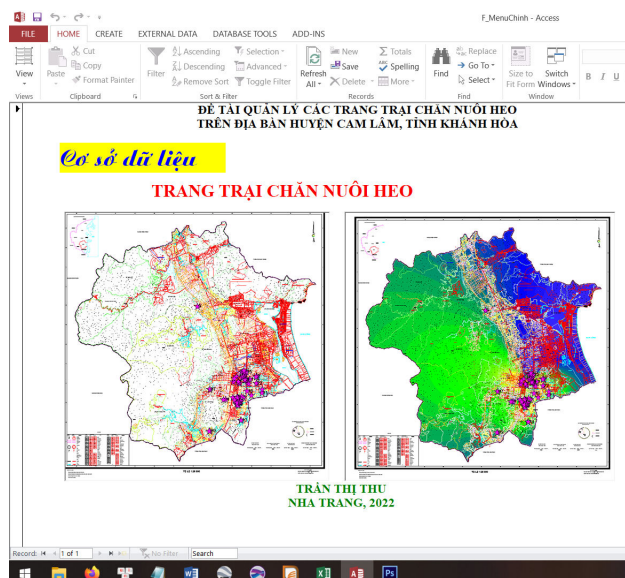 F_MenuChinh - Access
FILE HOME CREATE EXTERNAL DATA DATABASE TOOLS ADD-INS
View
Paste
Cut
Copy
Format Painter
Filter
Ascending
Descending
Remove Sort
Selection
Advanced
Toggle Filter
Refresh All
New
Save
Delete
Totals
Spelling
More
Find
Replace
Go To
Select
Size to Fit Form
Switch Windows
B I U
Views Clipboard Sort & Filter Records Find Window
ĐỀ TÀI QUẢN LÝ CÁC TRANG TRẠI CHĂN NUÔI HEO
TRÊN ĐỊA BÀN HUYỆN CAM LÂM, TỈNH KHÁNH HÒA
Cơ sở dữ liệu
TRANG TRẠI CHĂN NUÔI HEO
TRẦN THỊ THU
NHA TRANG, 2022
Record: 1 of 1 No Filter Search